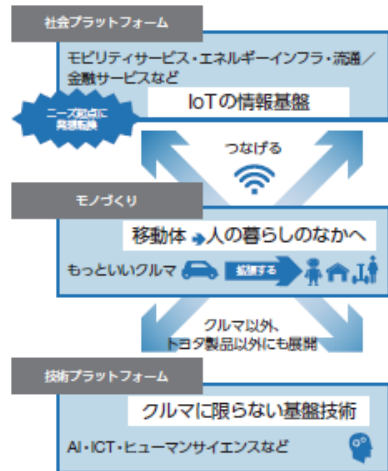 社会プラットフォーム
モビリティサービス・エネルギーインフラ・流通／
金融サービスなど
IoTの情報基盤
ニーズ起点に
発想転換
つなげる
モノづくり
移動体➔人の暮らしのなかへ
もっといいクルマ
拡張する
クルマ以外、
トヨタ製品以外にも展開
技術プラットフォーム
クルマに限らない基盤技術
AI・ICT・ヒューマンサイエンスなど